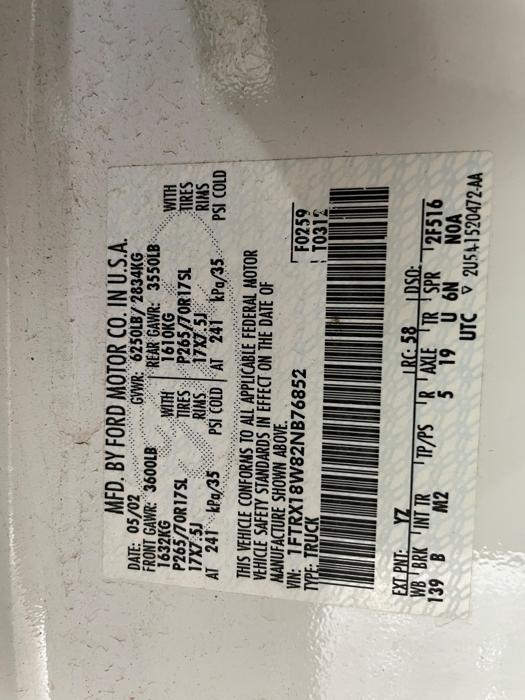 MFD. BY FORD MOTOR CO. IN U.S.A.
DATE: 05/02 GVWR: 6250LB/ 2834KG
FRONT GAWR: 3600LB REAR GAWR: 3550LB
1632KG WITH 1610KG WITH
P265/70R17SL TIRES P265/70R17SL TIRES
17X7.5J RIMS 17X7.5J RIMS
AT 241 kPa/35 PSI COLD AT 241 kPa/35 PSI COLD
THIS VEHICLE CONFORMS TO ALL APPLICABLE FEDERAL MOTOR
VEHICLE SAFETY STANDARDS IN EFFECT ON THE DATE OF
MANUFACTURE SHOWN ABOVE.
VIN: 1FTRX18W82NB76852 F0259
TYPE: TRUCK T0312
EXT PNT: YZ RC: 58 DSO:
WB BRK INT TR TP/PS R AXLE TR SPR 2F516
139 B M2 5 19 U 6N NOA
UTC ▽ 2U5A-1520472-AA